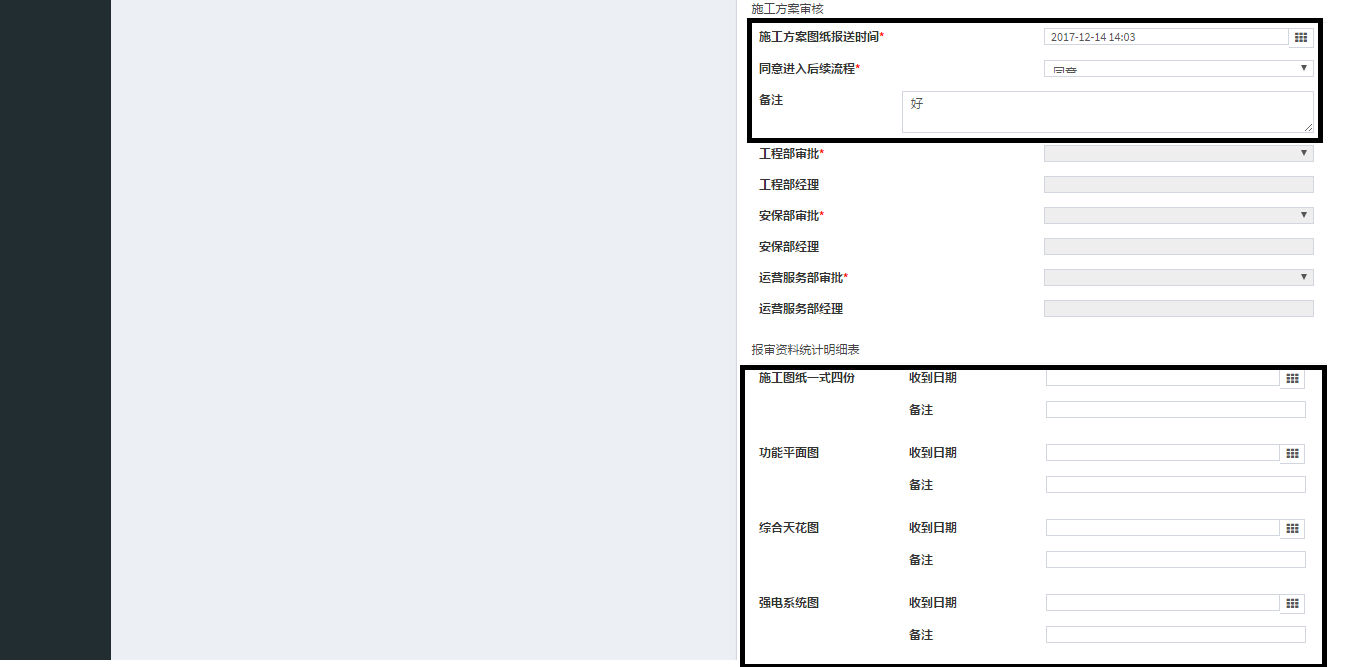 施工方案审核
施工方案图纸报送时间* 2017-12-14 14:03
同意进入后续流程* 同意
备注 好
工程部审批*
工程部经理
安保部审批*
安保部经理
运营服务部审批*
运营服务部经理
报审资料统计明细表
施工图纸一式四份 收到日期
备注
功能平面图 收到日期
备注
综合天花图 收到日期
备注
强电系统图 收到日期
备注